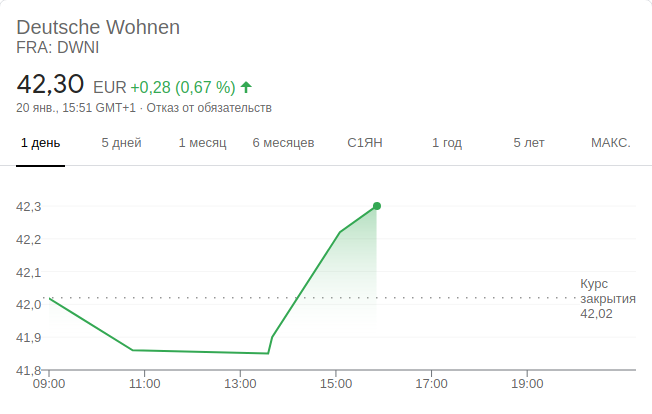 Deutsche Wohnen
FRA: DWNI
42,30 EUR +0,28 (0,67 %)
20 янв., 15:51 GMT+1 · Отказ от обязательств
1 день 5 дней 1 месяц 6 месяцев С1ЯН 1 год 5 лет МАКС.
42,3
42,2
42,1
42,0
41,9
41,8
Курс
закрытия
42,02
09:00 11:00 13:00 15:00 17:00 19:00